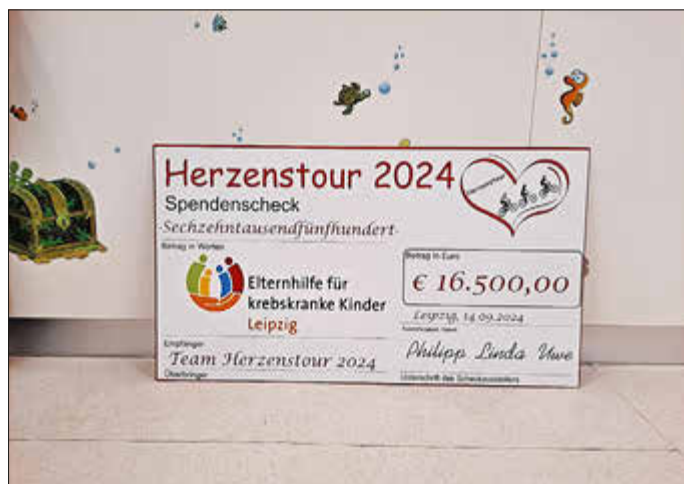 Herzenstour 2024
Spendenscheck
-Sechzehntausendfünfhundert-
Betrag in Worten
Betrag in Euro
€ 16.500,00
Elternhilfe für
krebskranke Kinder
Leipzig
Leipzig, 14.09.2024
Empfänger
Team Herzenstour 2024
Überbringer
Philipp Linda Uwe
Unterschrift des Scheckausstellers